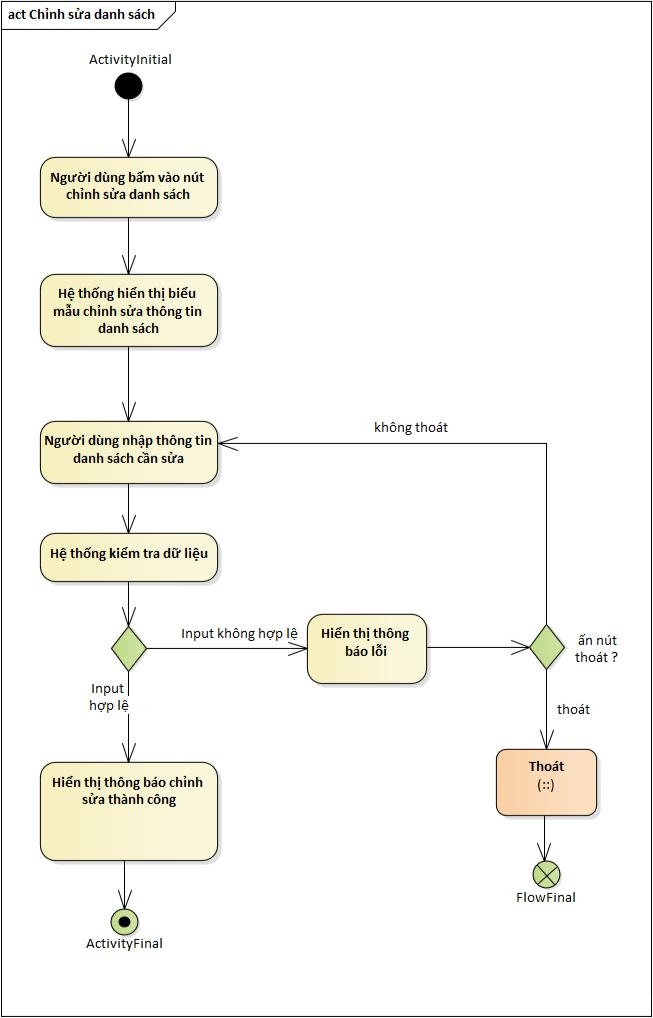 act Chỉnh sửa danh sách
ActivityInitial
Người dùng bấm vào nút
chỉnh sửa danh sách
Hệ thống hiển thị biểu
mẫu chỉnh sửa thông tin
danh sách
không thoát
Người dùng nhập thông tin
danh sách cần sửa
Hệ thống kiểm tra dữ liệu
Input không hợp lệ
Hiển thị thông
báo lỗi
ấn nút
thoát ?
Input
hợp lệ
thoát
Hiển thị thông báo chỉnh
sửa thành công
Thoát
(::)
FlowFinal
ActivityFinal